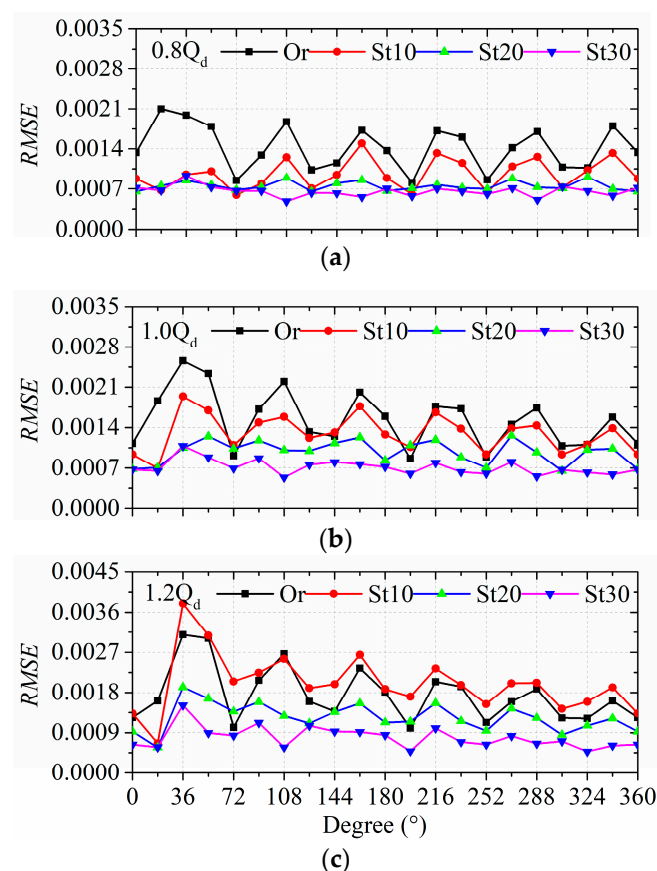 0.8Qd Or St10 St20 St30
0.0035
0.0028
0.0021
0.0014
0.0007
0.0000
RMSE
(a)
1.0Qd Or St10 St20 St30
0.0035
0.0028
0.0021
0.0014
0.0007
0.0000
RMSE
(b)
1.2Qd Or St10 St20 St30
0.0045
0.0036
0.0027
0.0018
0.0009
0.0000
RMSE
0 36 72 108 144 180 216 252 288 324 360
Degree (°)
(c)